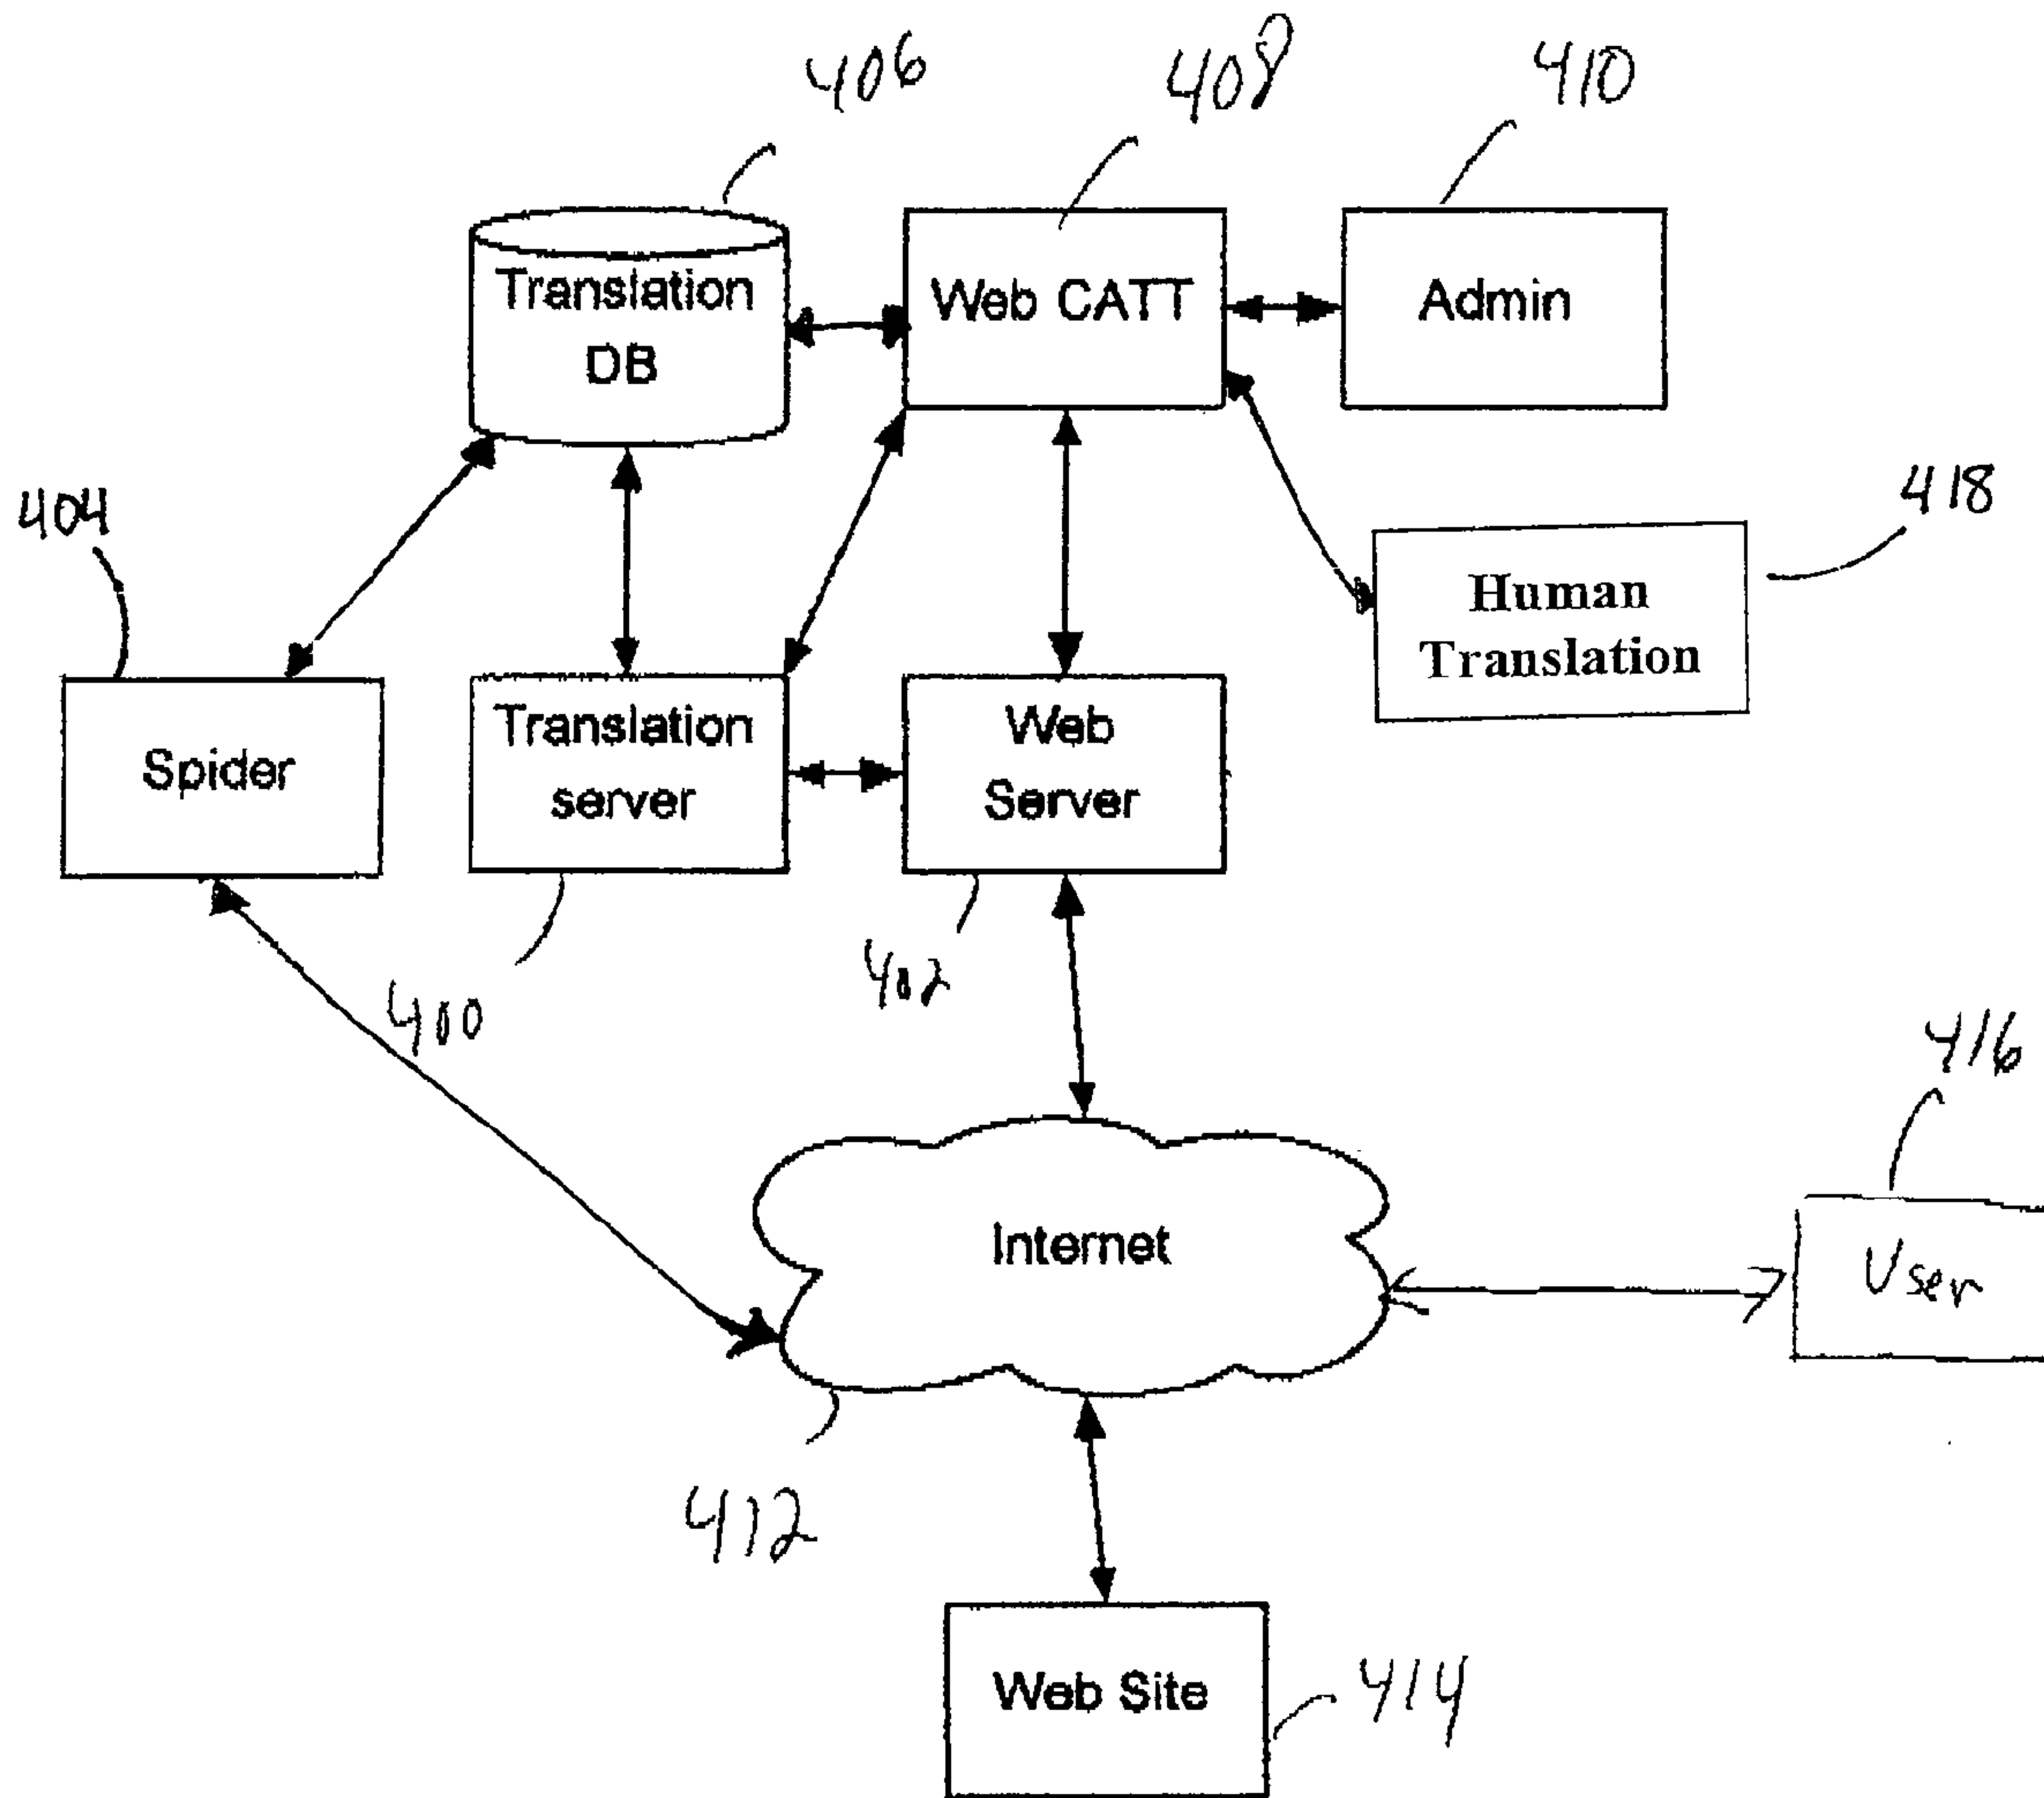 406
408
410
Translation
DB
Web CATT
Admin
404
418
Human
Translation
Spider
Translation
server
Web
Server
400
402
416
Internet
User
412
Web Site
414